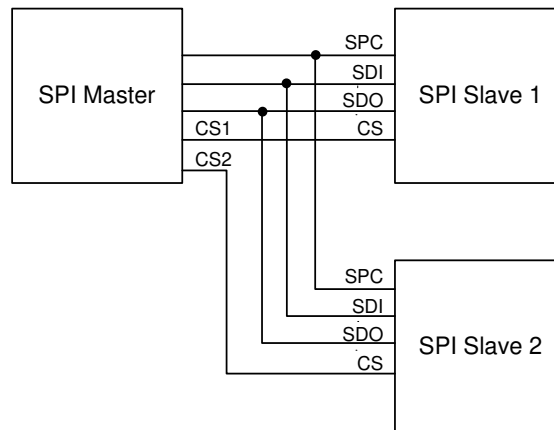 SPI Master
CS1
CS2
SPC
SDI
SDO
CS
SPI Slave 1
SPC
SDI
SDO
CS
SPI Slave 2